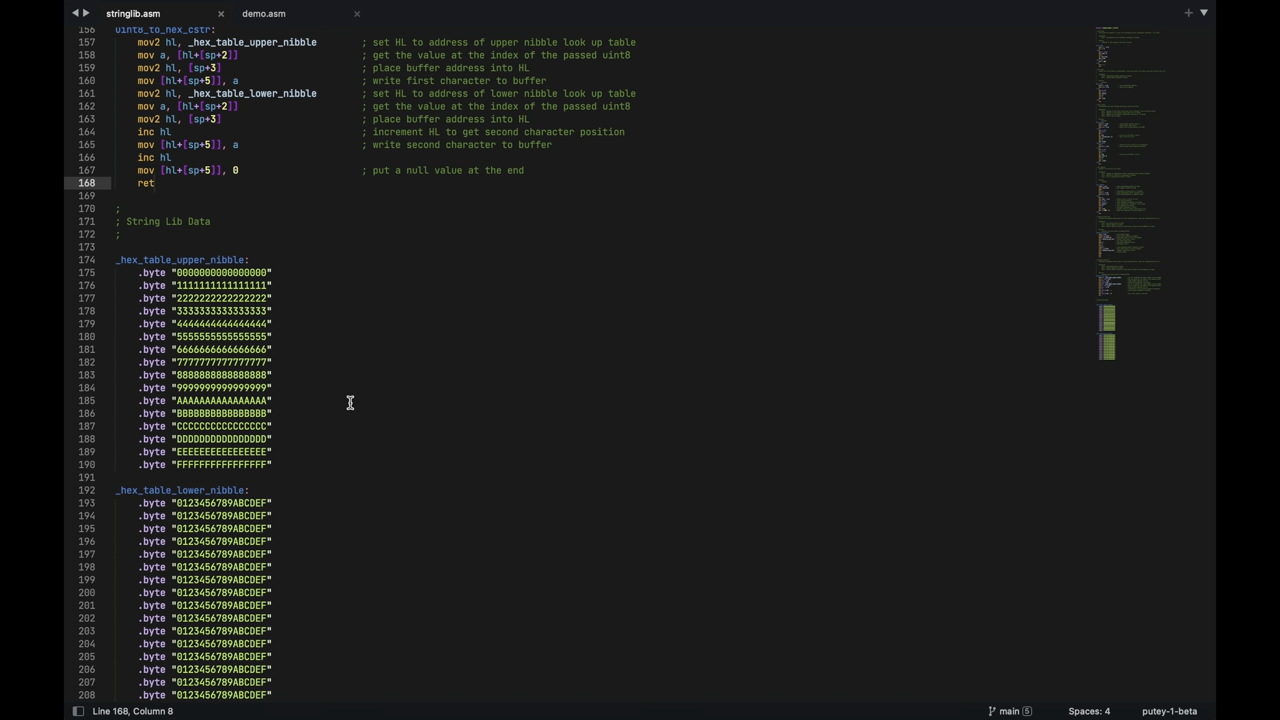 stringlib.asm × demo.asm ×
156 uint8_to_hex_cstr:
157 mov2 hl, _hex_table_upper_nibble ; set HL to address of upper nibble look up table
158 mov a, [hl+[sp+2]] ; get the value at the index of the passed uint8
159 mov2 hl, [sp+3] ; place buffer address into HL
160 mov [hl+[sp+5]], a ; write first character to buffer
161 mov2 hl, _hex_table_lower_nibble ; set HL to address of lower nibble look up table
162 mov a, [hl+[sp+2]] ; get the value at the index of the passed uint8
163 mov2 hl, [sp+3] ; place buffer address into HL
164 inc hl ; increment HL to get second character position
165 mov [hl+[sp+5]], a ; write second character to buffer
166 inc hl
167 mov [hl+[sp+5]], 0 ; put a null value at the end
168 ret
169
170 ;
171 ; String Lib Data
172 ;
173
174 _hex_table_upper_nibble:
175 .byte "0000000000000000"
176 .byte "1111111111111111"
177 .byte "2222222222222222"
178 .byte "3333333333333333"
179 .byte "4444444444444444"
180 .byte "5555555555555555"
181 .byte "6666666666666666"
182 .byte "7777777777777777"
183 .byte "8888888888888888"
184 .byte "9999999999999999"
185 .byte "AAAAAAAAAAAAAAAA"
186 .byte "BBBBBBBBBBBBBBBB"
187 .byte "CCCCCCCCCCCCCCCC"
188 .byte "DDDDDDDDDDDDDDDD"
189 .byte "EEEEEEEEEEEEEEEE"
190 .byte "FFFFFFFFFFFFFFFF"
191
192 _hex_table_lower_nibble:
193 .byte "0123456789ABCDEF"
194 .byte "0123456789ABCDEF"
195 .byte "0123456789ABCDEF"
196 .byte "0123456789ABCDEF"
197 .byte "0123456789ABCDEF"
198 .byte "0123456789ABCDEF"
199 .byte "0123456789ABCDEF"
200 .byte "0123456789ABCDEF"
201 .byte "0123456789ABCDEF"
202 .byte "0123456789ABCDEF"
203 .byte "0123456789ABCDEF"
204 .byte "0123456789ABCDEF"
205 .byte "0123456789ABCDEF"
206 .byte "0123456789ABCDEF"
207 .byte "0123456789ABCDEF"
208 .byte "0123456789ABCDEF"
Line 168, Column 8 main 5 Spaces: 4 putey-1-beta